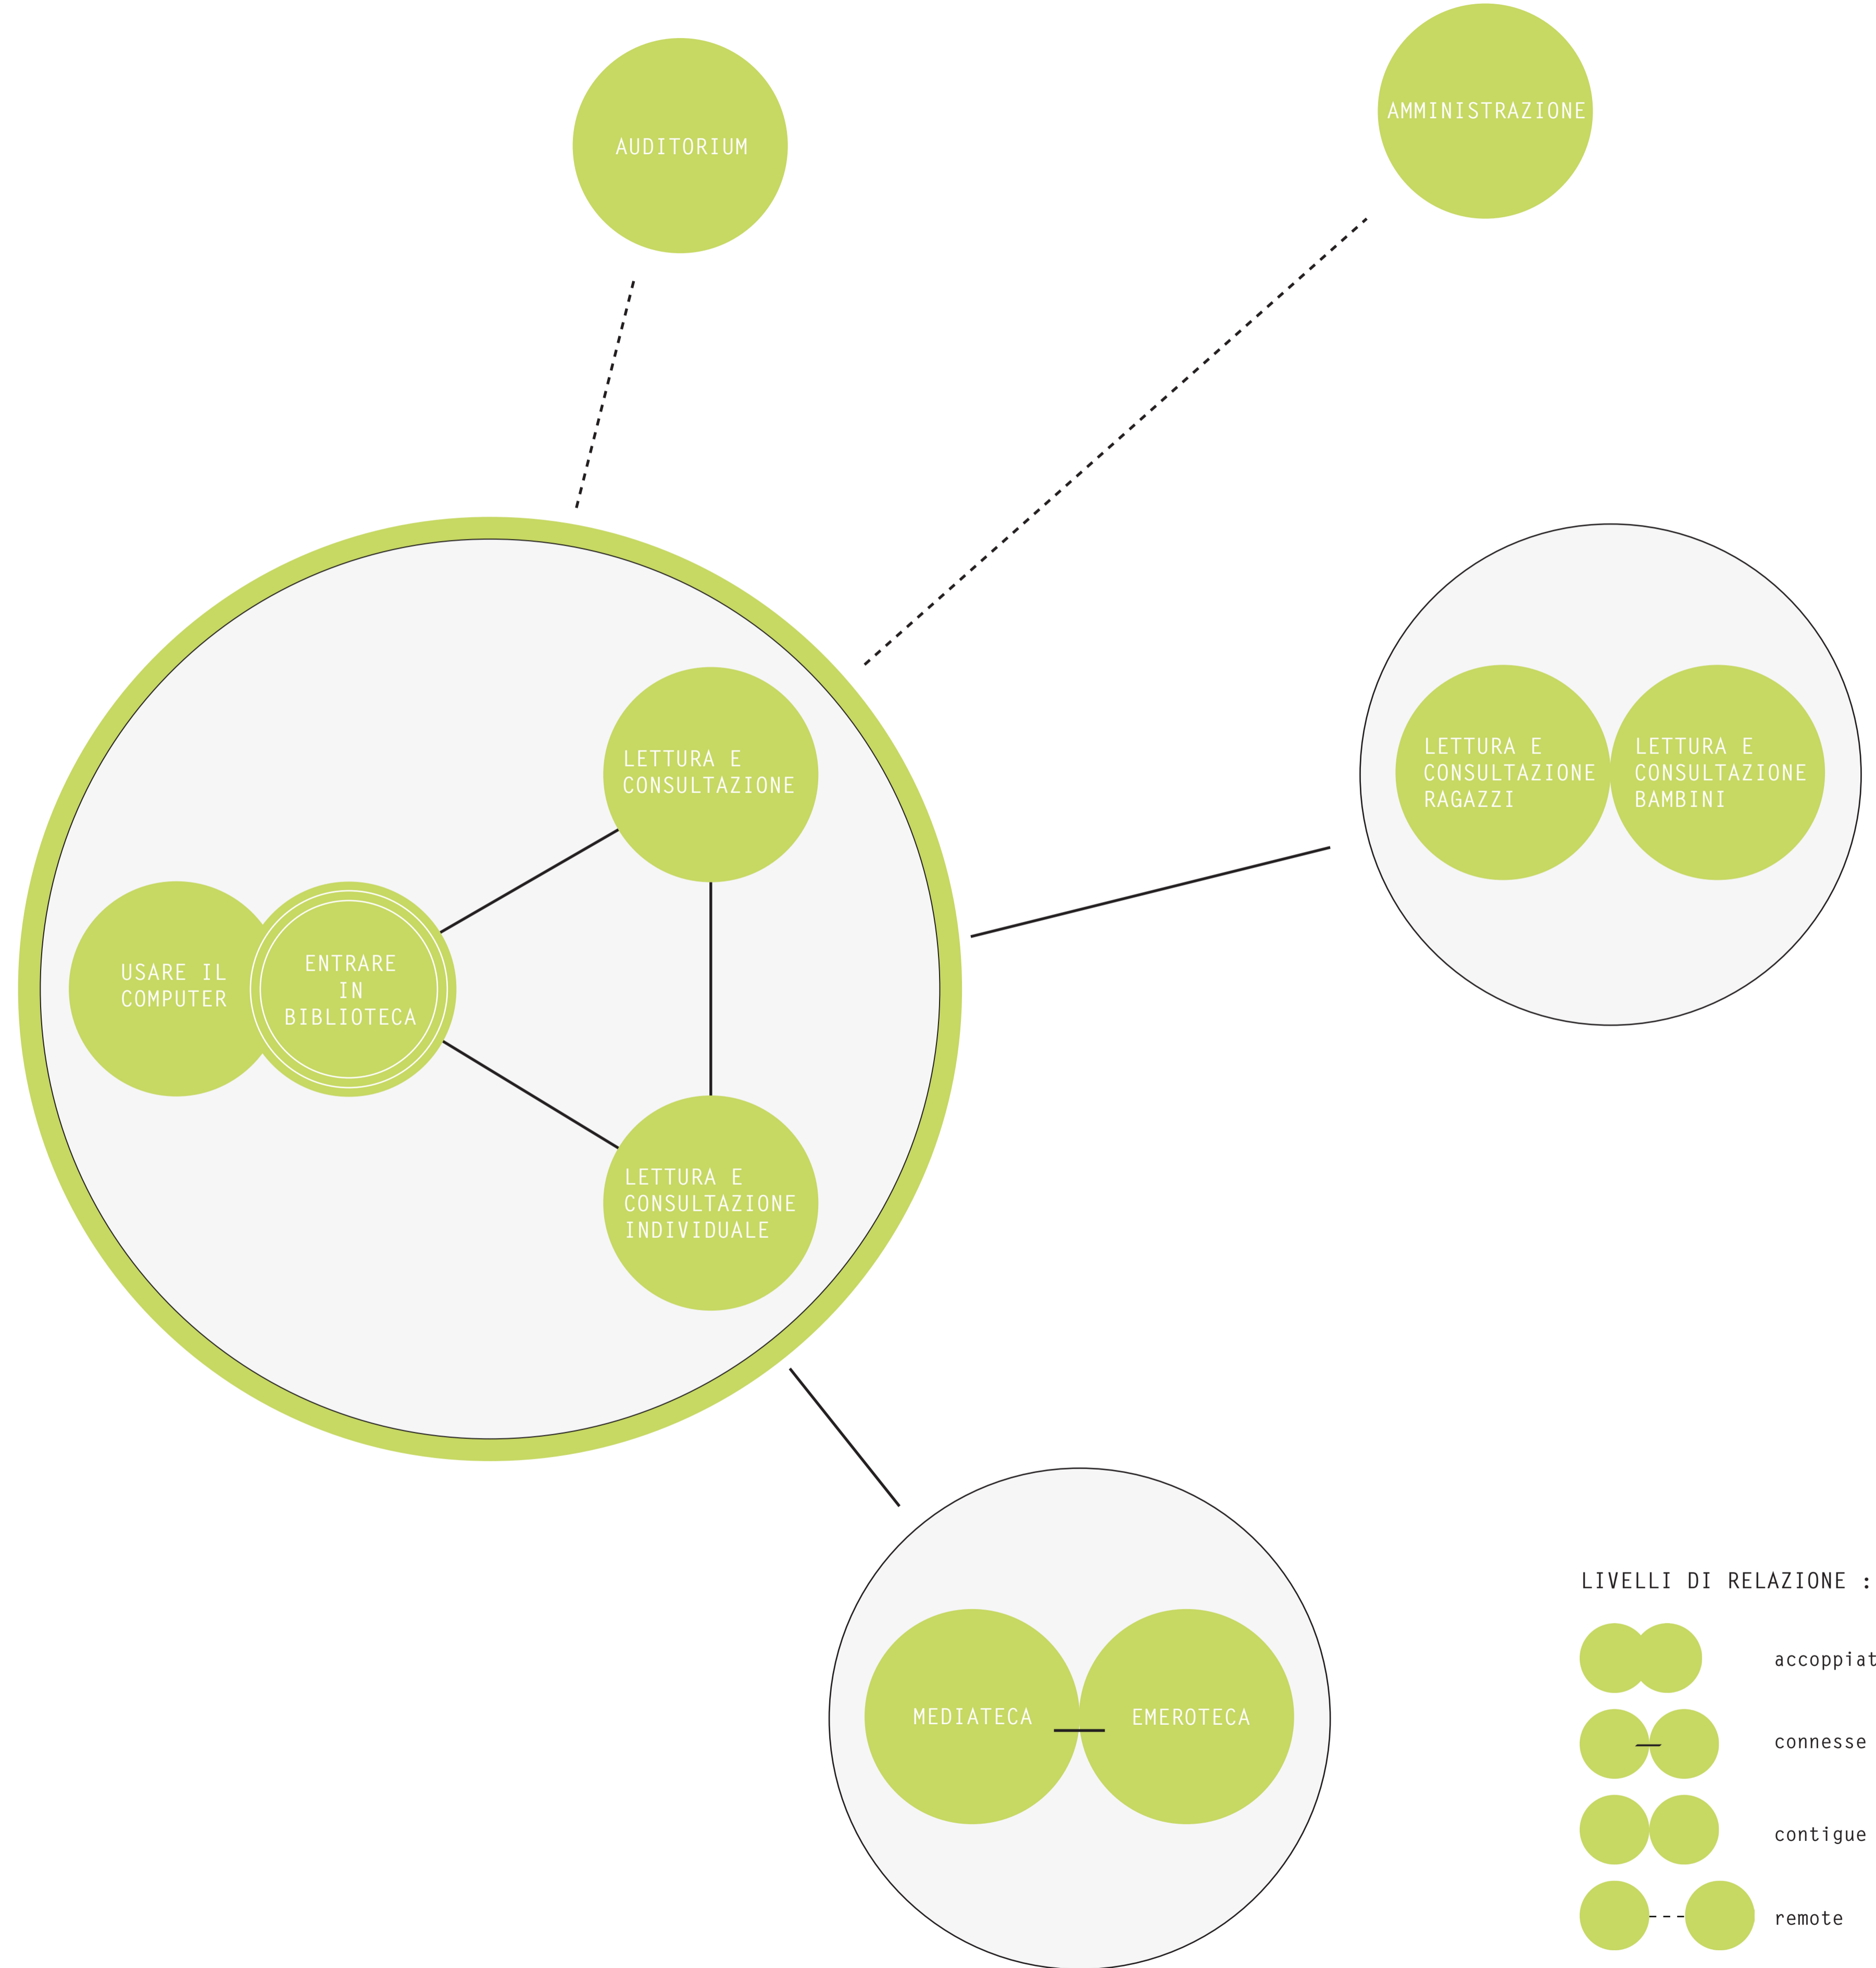 AUDITORIUM
AMMINISTRAZIONE
LETTURA E
CONSULTAZIONE
USARE IL
COMPUTER
ENTRARE
IN
BIBLIOTECA
LETTURA E
CONSULTAZIONE
INDIVIDUALE
LETTURA E
CONSULTAZIONE
RAGAZZI
LETTURA E
CONSULTAZIONE
BAMBINI
MEDIATECA
EMEROTECA
LIVELLI DI RELAZIONE :
accoppiat
connesse
contigue
remote